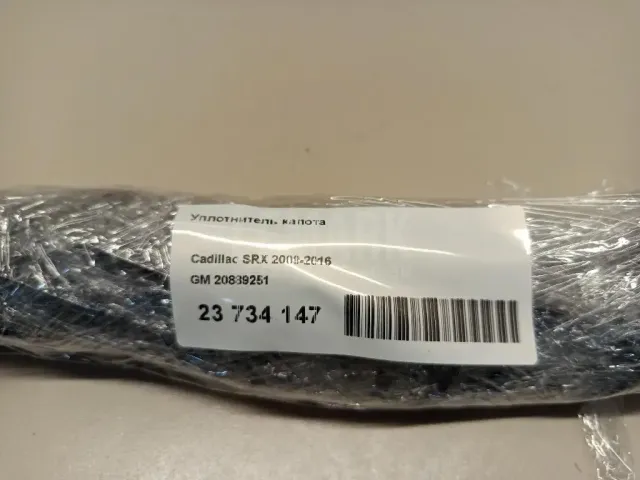 Уплотнитель капота
Cadillac SRX 2009-2016
GM 20839251
23 734 147